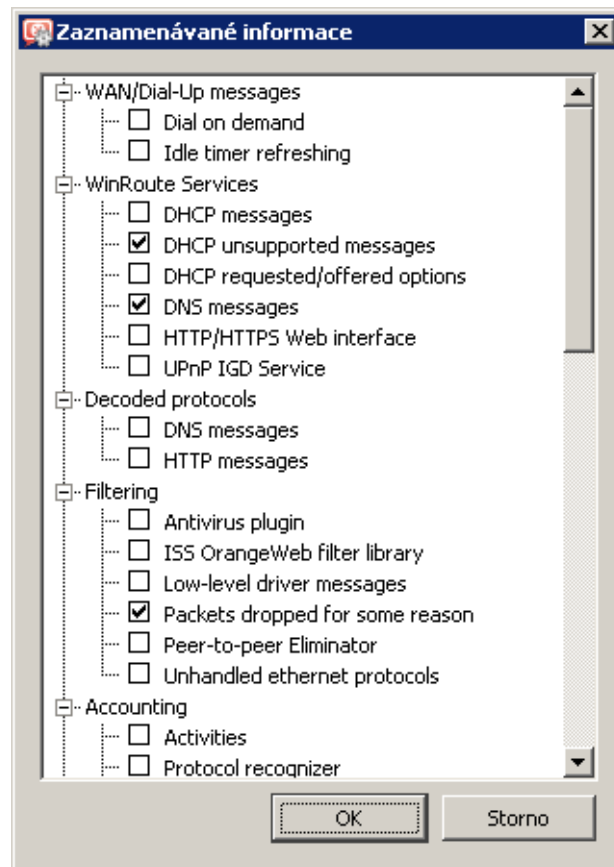 Zaznamenávané informace
WAN/Dial-Up messages
Dial on demand
Idle timer refreshing
WinRoute Services
DHCP messages
DHCP unsupported messages
DHCP requested/offered options
DNS messages
HTTP/HTTPS Web interface
UPnP IGD Service
Decoded protocols
DNS messages
HTTP messages
Filtering
Antivirus plugin
ISS OrangeWeb filter library
Low-level driver messages
Packets dropped for some reason
Peer-to-peer Eliminator
Unhandled ethernet protocols
Accounting
Activities
Protocol recognizer
OK Storno